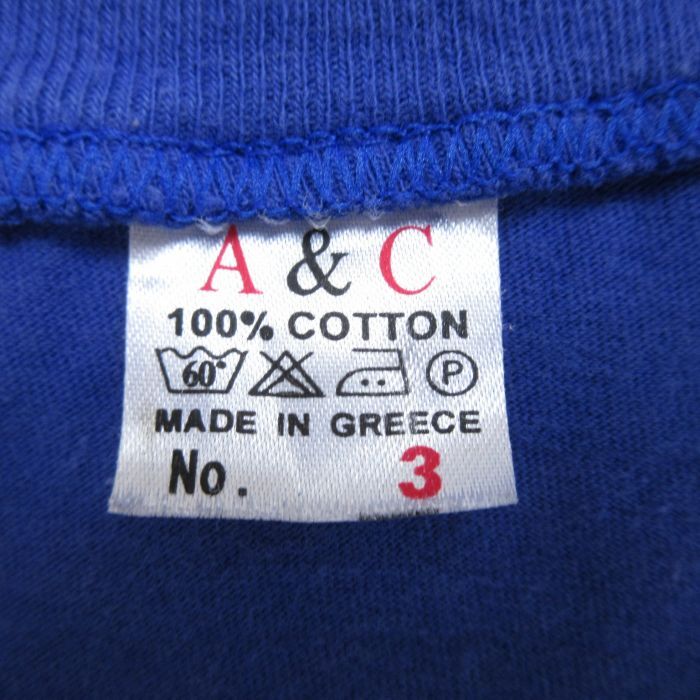 A & C
100% COTTON
60° P
MADE IN GREECE
No. 3